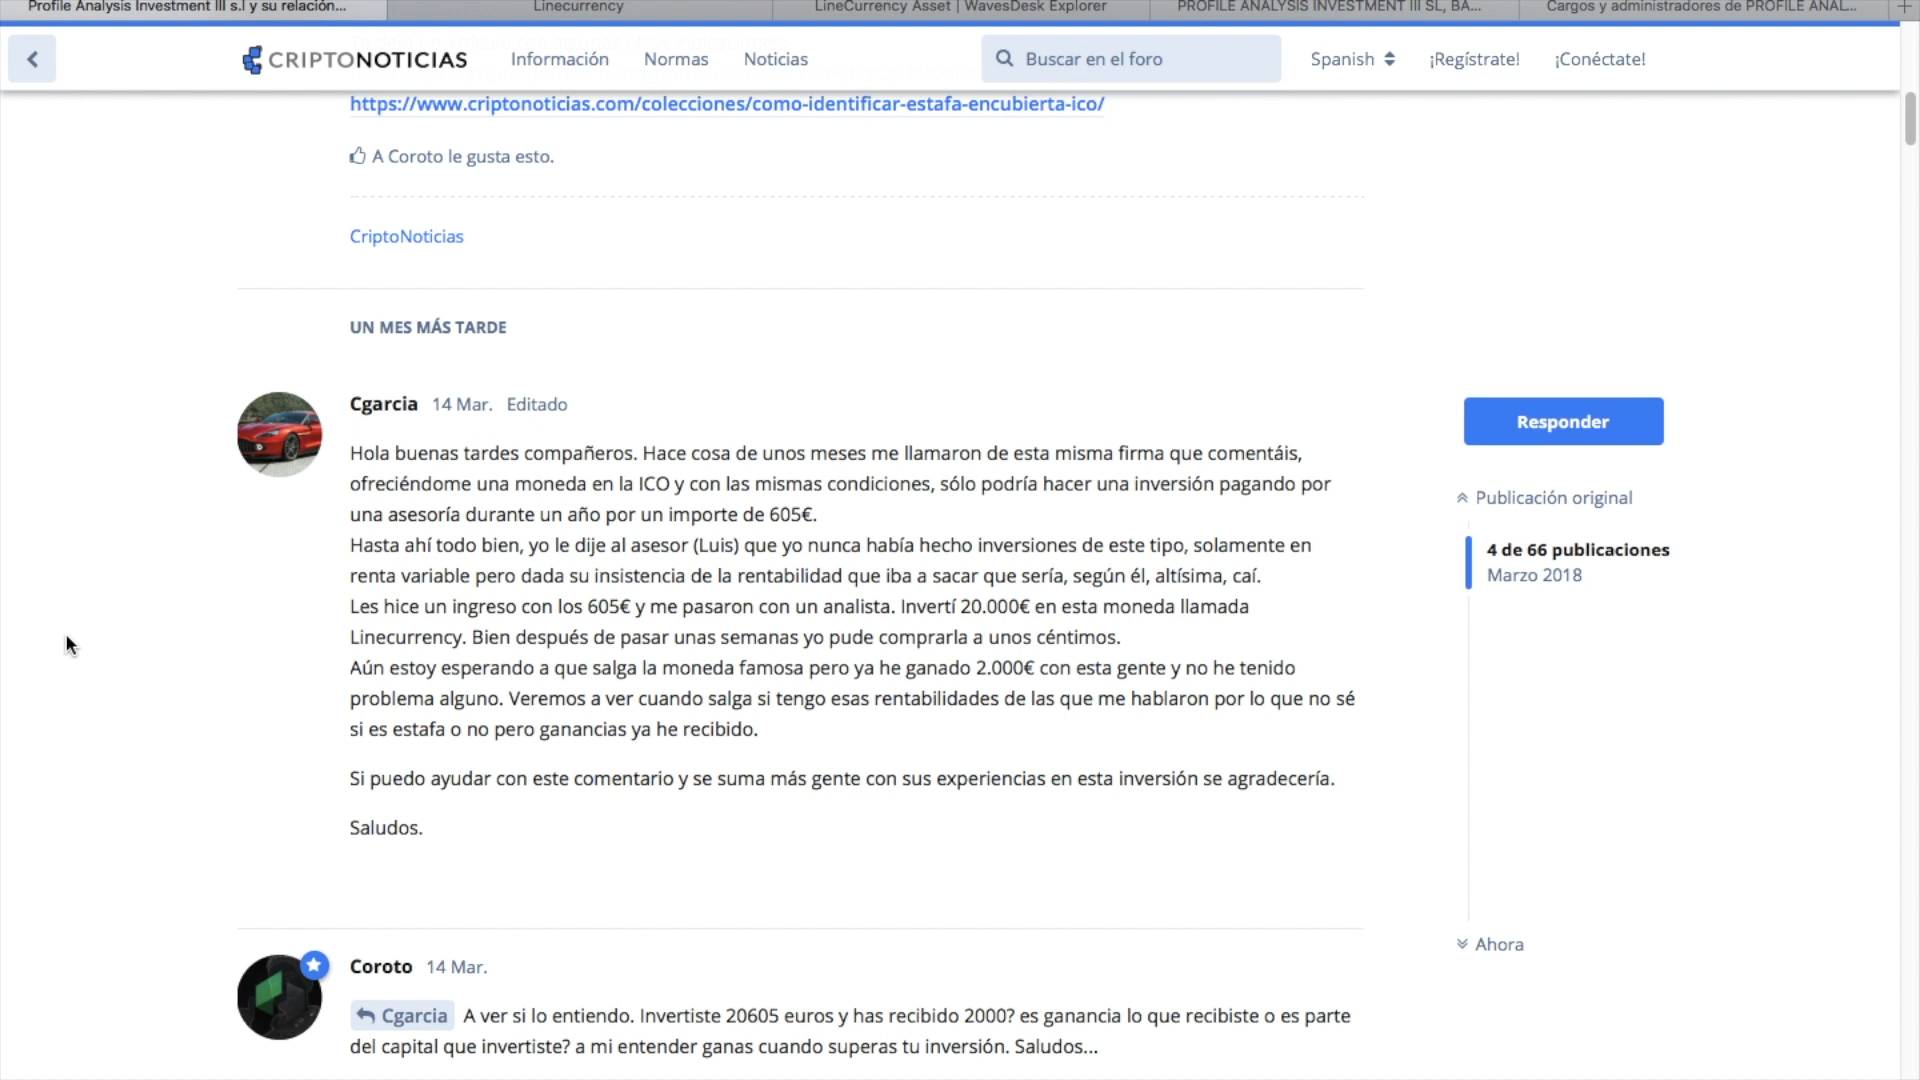 Profile Analysis Investment III s.l y su relación...
Linecurrency
LineCurrency Asset | WavesDesk Explorer
PROFILE ANALYSIS INVESTMENT III SL, BA...
Cargos y administradores de PROFILE ANAL...
CRIPTONOTICIAS
Información
Normas
Noticias
Buscar en el foro
Spanish
¡Regístrate!
¡Conéctate!
https://www.criptonoticias.com/colecciones/como-identificar-estafa-encubierta-ico/
A Coroto le gusta esto.
CriptoNoticias
UN MES MÁS TARDE
Cgarcia 14 Mar. Editado
Hola buenas tardes compañeros. Hace cosa de unos meses me llamaron de esta misma firma que comentáis,
ofreciéndome una moneda en la ICO y con las mismas condiciones, sólo podría hacer una inversión pagando por
una asesoría durante un año por un importe de 605€.
Hasta ahí todo bien, yo le dije al asesor (Luis) que yo nunca había hecho inversiones de este tipo, solamente en
renta variable pero dada su insistencia de la rentabilidad que iba a sacar que sería, según él, altísima, caí.
Les hice un ingreso con los 605€ y me pasaron con un analista. Invertí 20.000€ en esta moneda llamada
Linecurrency. Bien después de pasar unas semanas yo pude comprarla a unos céntimos.
Aún estoy esperando a que salga la moneda famosa pero ya he ganado 2.000€ con esta gente y no he tenido
problema alguno. Veremos a ver cuando salga si tengo esas rentabilidades de las que me hablaron por lo que no sé
si es estafa o no pero ganancias ya he recibido.
Si puedo ayudar con este comentario y se suma más gente con sus experiencias en esta inversión se agradecería.
Saludos.
Responder
Publicación original
4 de 66 publicaciones
Marzo 2018
Ahora
Coroto 14 Mar.
Cgarcia A ver si lo entiendo. Invertiste 20605 euros y has recibido 2000? es ganancia lo que recibiste o es parte
del capital que invertiste? a mi entender ganas cuando superas tu inversión. Saludos...